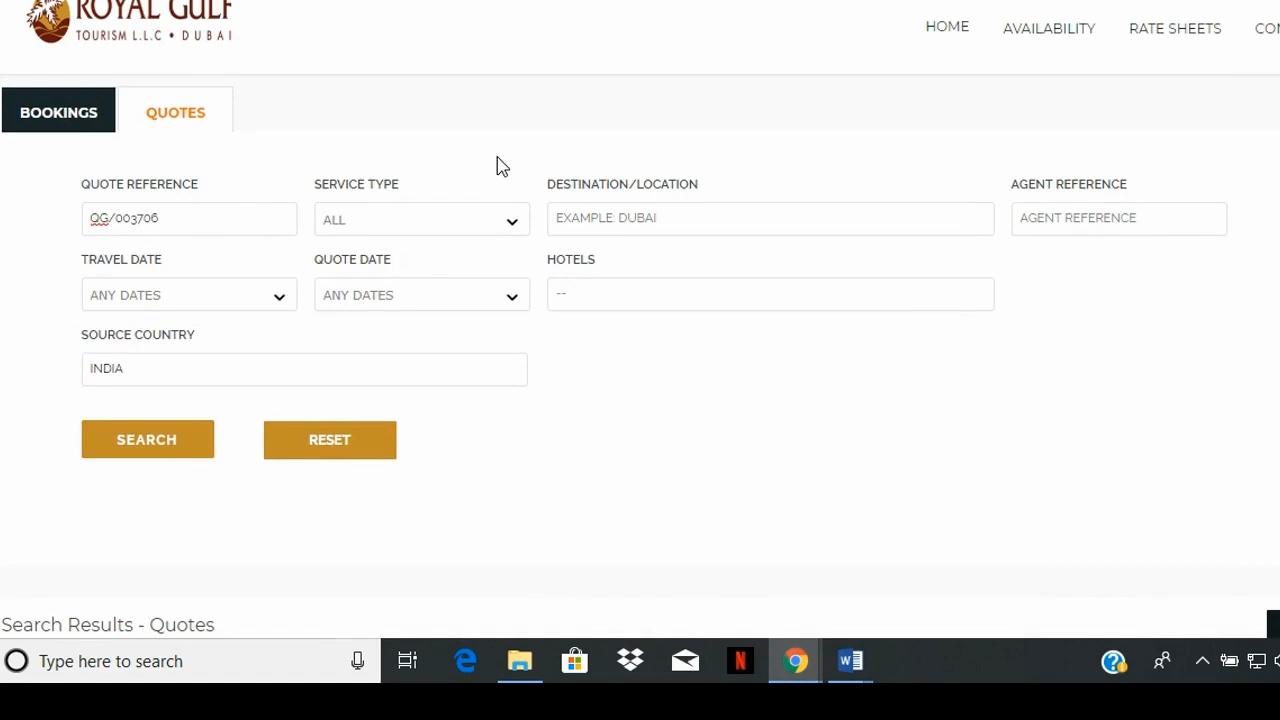 ROYAL GULF
TOURISM L.L.C • DUBAI
HOME AVAILABILITY RATE SHEETS
BOOKINGS QUOTES
QUOTE REFERENCE SERVICE TYPE DESTINATION/LOCATION AGENT REFERENCE
QG/003706 ALL EXAMPLE: DUBAI AGENT REFERENCE
TRAVEL DATE QUOTE DATE HOTELS
ANY DATES ANY DATES --
SOURCE COUNTRY
INDIA
SEARCH RESET
Search Results - Quotes
Type here to search